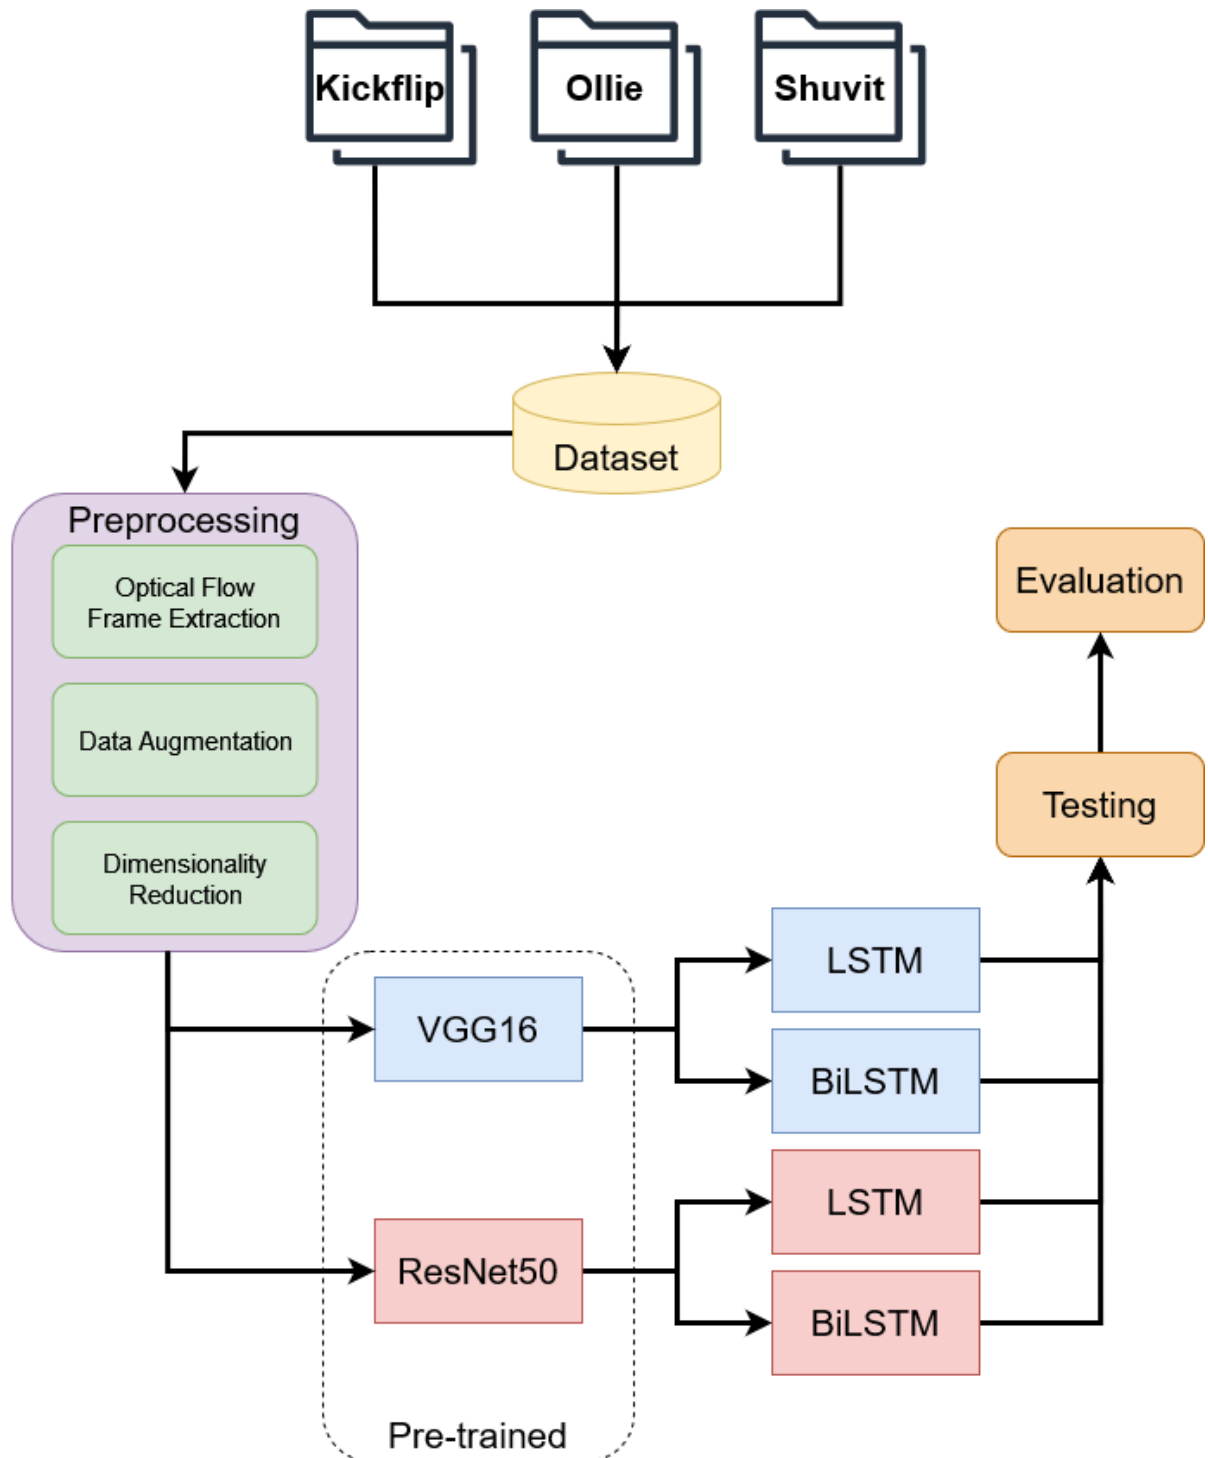 Kickflip
Ollie
Shuvit
Dataset
Preprocessing
Optical Flow
Frame Extraction
Data Augmentation
Dimensionality
Reduction
Evaluation
Testing
VGG16
LSTM
BiLSTM
ResNet50
LSTM
BiLSTM
Pre-trained